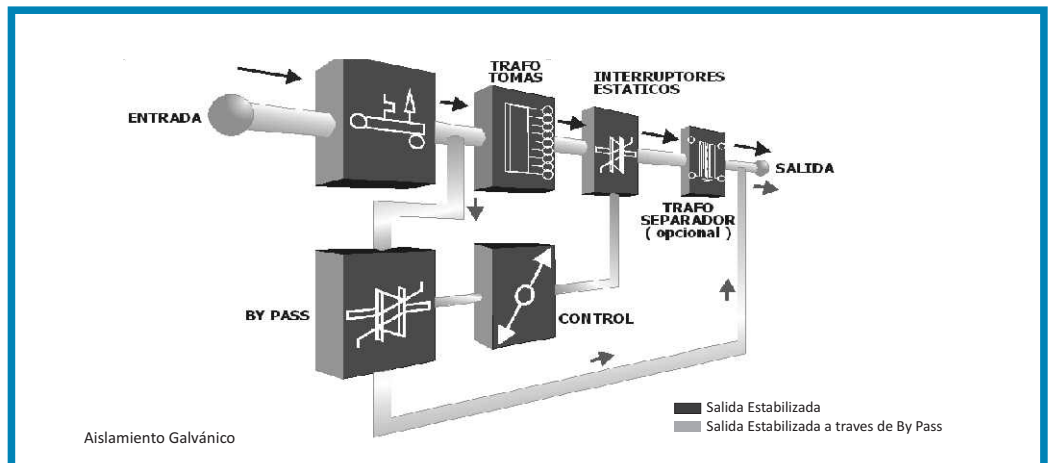 TRAFO
TOMAS
INTERRUPTORES
ESTATICOS
ENTRADA
SALIDA
TRAFO
SEPARADOR
( opcional )
BY PASS
CONTROL
Salida Estabilizada
Salida Estabilizada a traves de By Pass
Aislamiento Galvánico